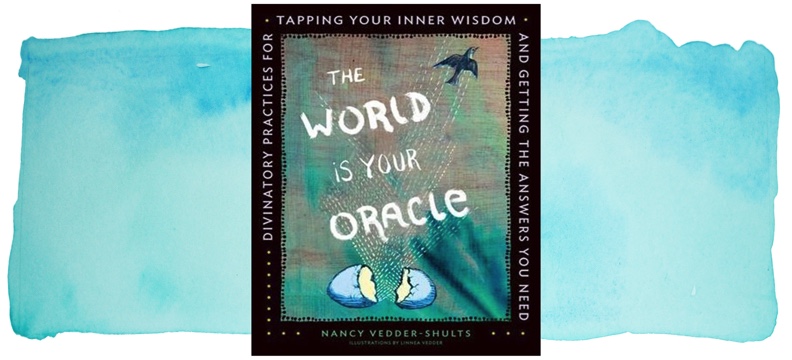 DIVINATORY PRACTICES FOR
TAPPING YOUR INNER WISDOM
AND GETTING THE ANSWERS YOU NEED
THE
WORLD
IS YOUR
ORACLE
NANCY VEDDER-SHULTS
ILLUSTRATIONS BY LINNEA VEDDER